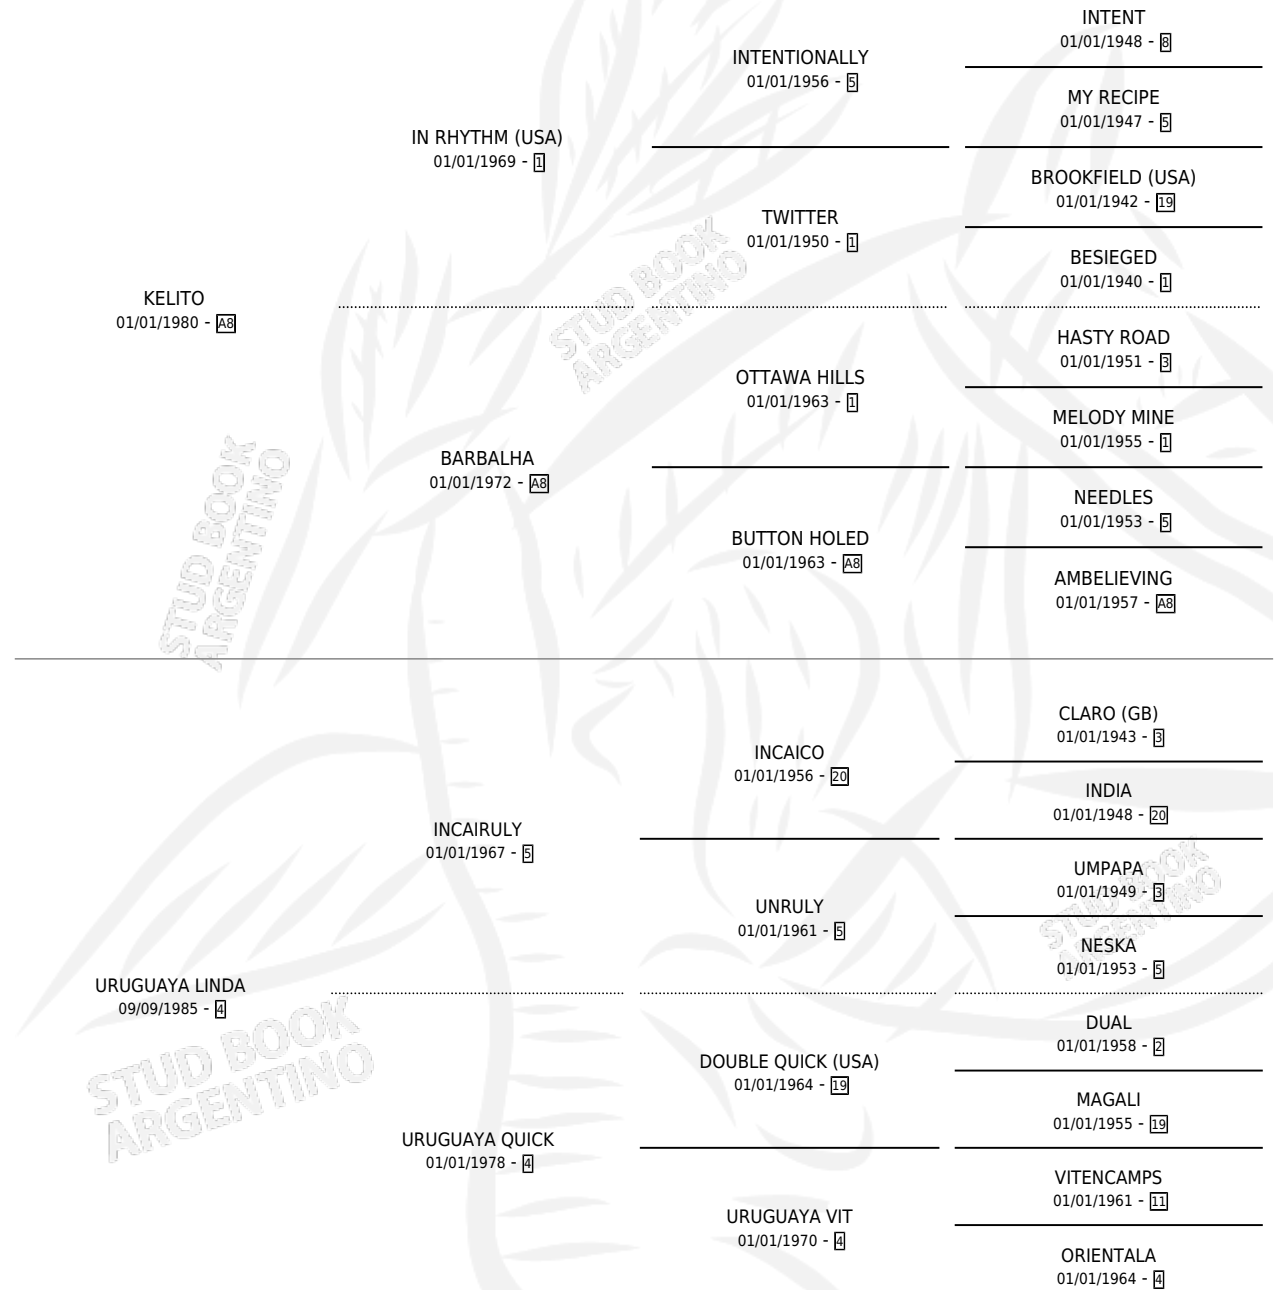 INTENT
01/01/1948 - 8
INTENTIONALLY
01/01/1956 - 5
MY RECIPE
01/01/1947 - 5
IN RHYTHM (USA)
01/01/1969 - 1
BROOKFIELD (USA)
01/01/1942 - 19
TWITTER
01/01/1950 - 1
BESIEGED
01/01/1940 - 1
KELITO
01/01/1980 - A8
HASTY ROAD
01/01/1951 - 3
OTTAWA HILLS
01/01/1963 - 1
MELODY MINE
01/01/1955 - 1
BARBALHA
01/01/1972 - A8
NEEDLES
01/01/1953 - 5
BUTTON HOLED
01/01/1963 - A8
AMBELIEVING
01/01/1957 - A8
CLARO (GB)
01/01/1943 - 3
INCAICO
01/01/1956 - 20
INDIA
01/01/1948 - 20
INCAIRULY
01/01/1967 - 5
UMPAPA
01/01/1949 - 3
UNRULY
01/01/1961 - 5
NESKA
01/01/1953 - 5
URUGUAYA LINDA
09/09/1985 - 4
DUAL
01/01/1958 - 2
DOUBLE QUICK (USA)
01/01/1964 - 19
MAGALI
01/01/1955 - 19
URUGUAYA QUICK
01/01/1978 - 4
VITENCAMPS
01/01/1961 - 11
URUGUAYA VIT
01/01/1970 - 4
ORIENTALA
01/01/1964 - 4
STUD BOOK
ARGENTINO
STUD BOOK
ARGENTINO
STUD BOOK
ARGENTINO
STUD BOOK
ARGENTINO